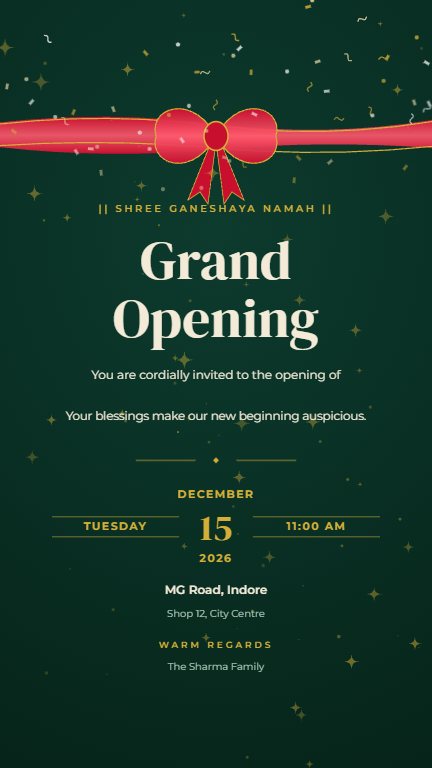 || SHREE GANESHAYA NAMAH ||
Grand
Opening
You are cordially invited to the opening of
Your blessings make our new beginning auspicious.
DECEMBER
TUESDAY 15 11:00 AM
2026
MG Road, Indore
Shop 12, City Centre
WARM REGARDS
The Sharma Family